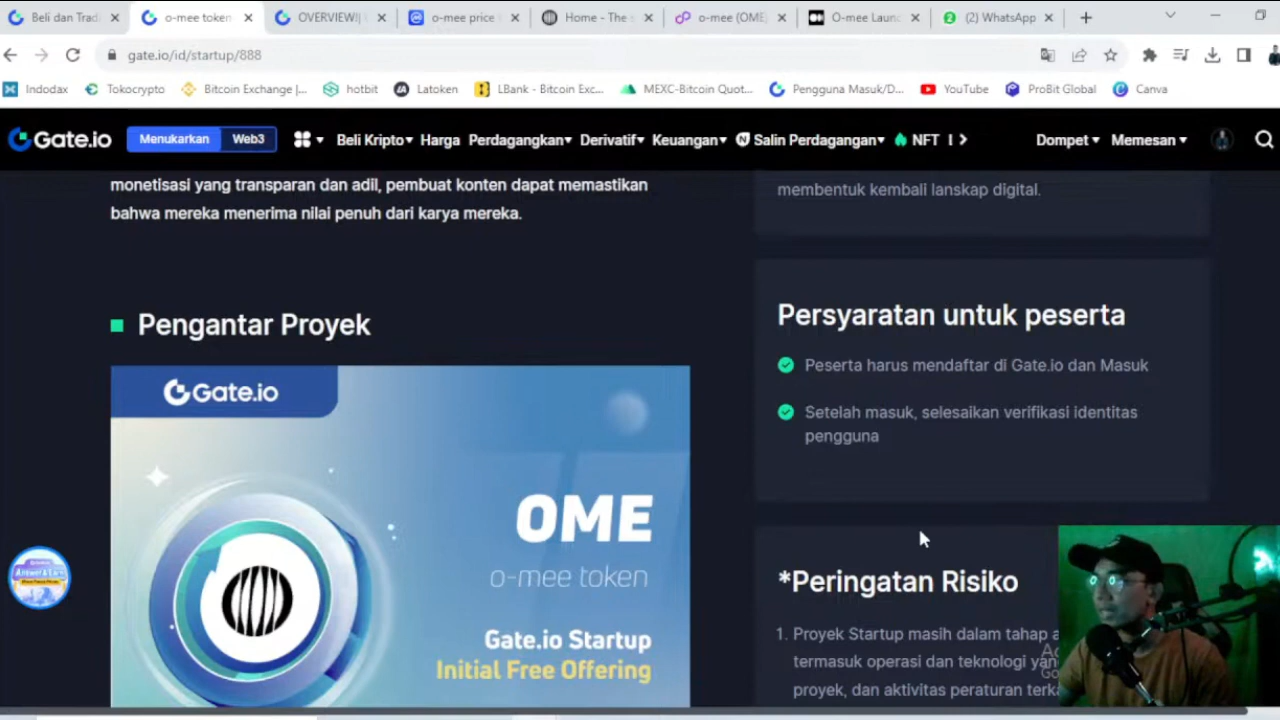 Beli dan Tradi
o-mee token
OVERVIEW||
o-mee price
Home - The s
o-mee (OME)
O-mee Launc
(2) WhatsApp
gate.io/id/startup/888
Indodax
Tokocrypto
Bitcoin Exchange |...
hotbit
Latoken
LBank - Bitcoin Exc...
MEXC-Bitcoin Quot...
Pengguna Masuk/D...
YouTube
ProBit Global
Canva
Gate.io
Menukarkan
Web3
Beli Kripto
Harga
Perdagangkan
Derivatif
Keuangan
Salin Perdagangan
NFT
Dompet
Memesan
monetisasi yang transparan dan adil, pembuat konten dapat memastikan
bahwa mereka menerima nilai penuh dari karya mereka.
membentuk kembali lanskap digital.
Pengantar Proyek
Gate.io
OME
o-mee token
Gate.io Startup
Initial Free Offering
Persyaratan untuk peserta
Peserta harus mendaftar di Gate.io dan Masuk
Setelah masuk, selesaikan verifikasi identitas
pengguna
*Peringatan Risiko
1. Proyek Startup masih dalam tahap a
termasuk operasi dan teknologi yang
proyek, dan aktivitas peraturan terka